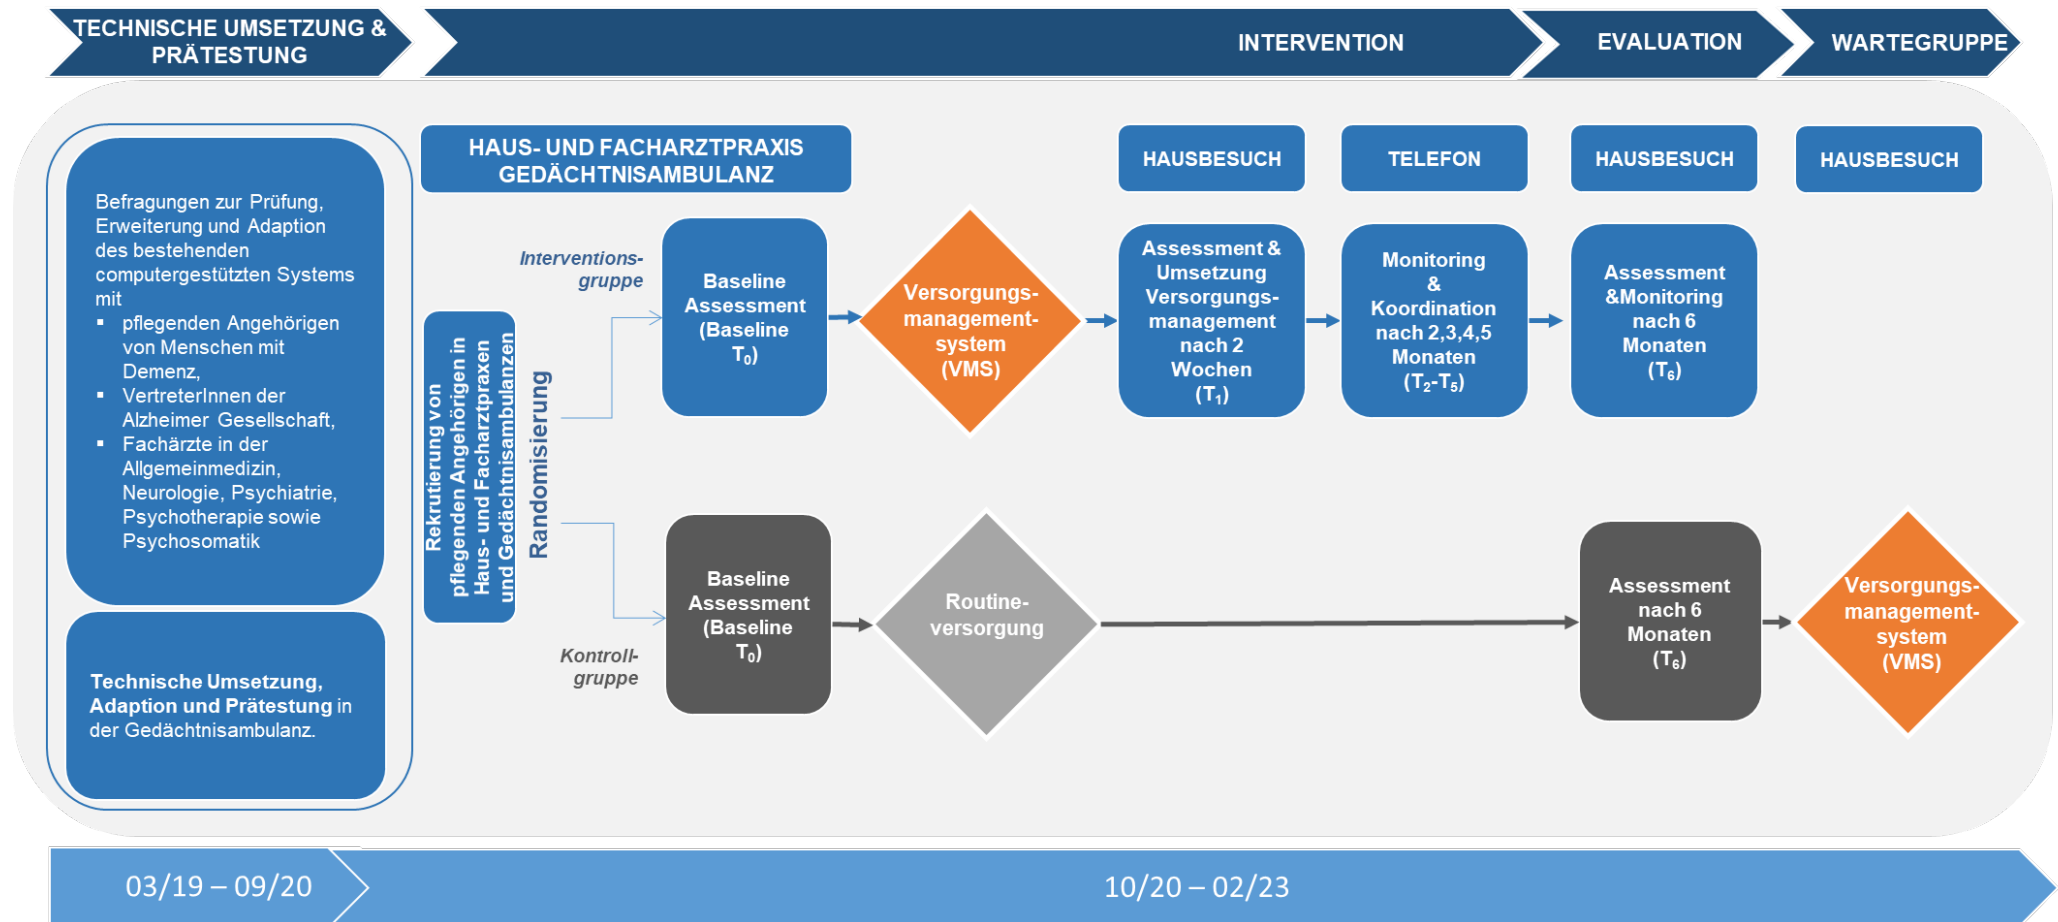 TECHNISCHE UMSETZUNG &
PRÄTESTUNG
INTERVENTION
EVALUATION
WARTEGRUPPE
Befragungen zur Prüfung,
Erweiterung und Adaption
des bestehenden
computergestützten Systems
mit
▪ pflegenden Angehörigen
von Menschen mit
Demenz,
▪ VertreterInnen der
Alzheimer Gesellschaft,
▪ Fachärzte in der
Allgemeinmedizin,
Neurologie, Psychiatrie,
Psychotherapie sowie
Psychosomatik
Technische Umsetzung,
Adaption und Prätestung in
der Gedächtnisambulanz.
HAUS- UND FACHARZTPRAXIS
GEDÄCHTNISAMBULANZ
HAUSBESUCH
TELEFON
HAUSBESUCH
HAUSBESUCH
Rekrutierung von
pflegenden Angehörigen in
Haus- und Facharztpraxen
und Gedächtnisambulanzen
Randomisierung
Interventions-
gruppe
Baseline
Assessment
(Baseline
T₀)
Versorgungs-
management-
system
(VMS)
Assessment &
Umsetzung
Versorgungs-
management
nach 2
Wochen
(T₁)
Monitoring
&
Koordination
nach 2,3,4,5
Monaten
(T₂-T₅)
Assessment
&Monitoring
nach 6
Monaten
(T₆)
Kontroll-
gruppe
Baseline
Assessment
(Baseline
T₀)
Routine-
versorgung
Assessment
nach 6
Monaten
(T₆)
Versorgungs-
management-
system
(VMS)
03/19 – 09/20
10/20 – 02/23